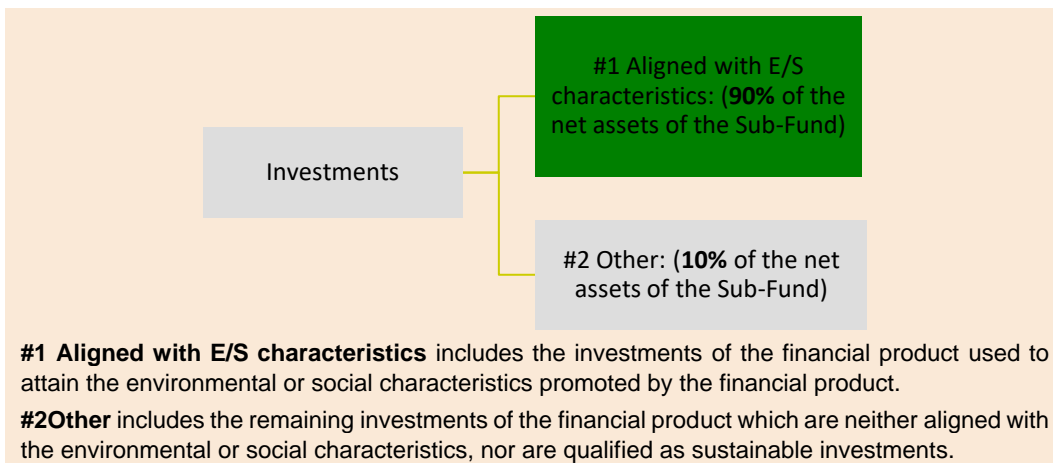 #1 Aligned with E/S
characteristics: (90% of the
net assets of the Sub-Fund)
Investments
#2 Other: (10% of the net
assets of the Sub-Fund)
#1 Aligned with E/S characteristics includes the investments of the financial product used to
attain the environmental or social characteristics promoted by the financial product.
#2Other includes the remaining investments of the financial product which are neither aligned with
the environmental or social characteristics, nor are qualified as sustainable investments.